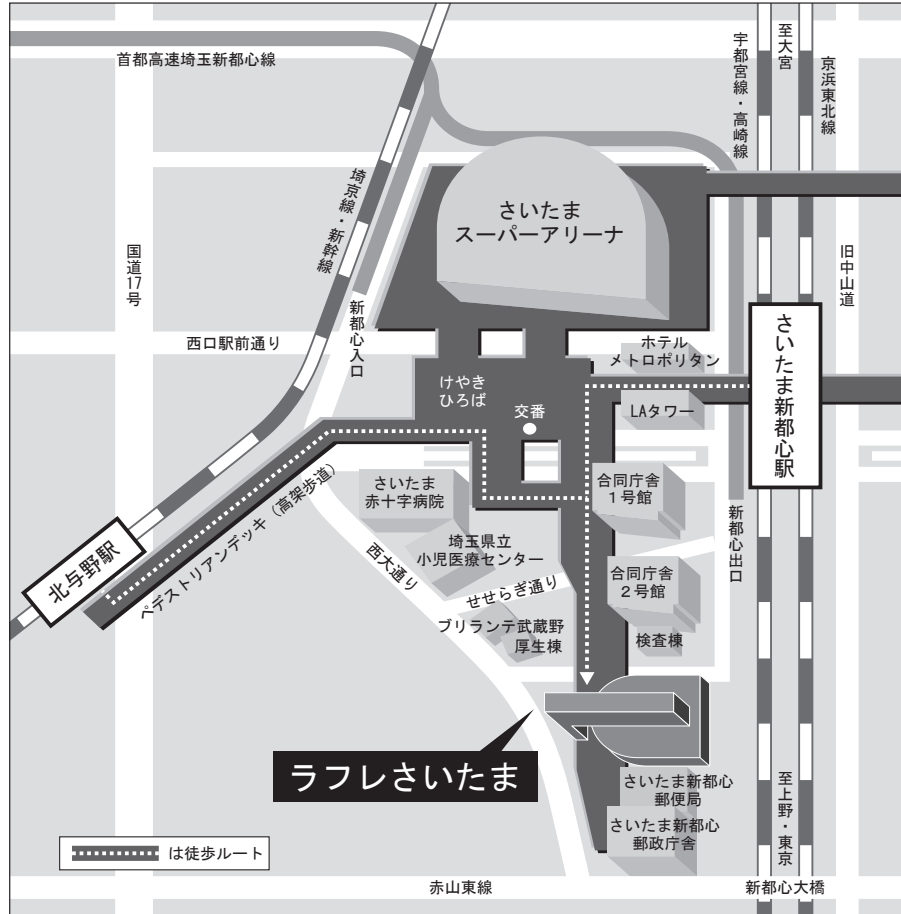 首都高速埼玉新都心線
宇都宮線・高崎線
至大宮
京浜東北線
埼京線・新幹線
さいたま
スーパーアリーナ
国道17号
旧中山道
新都心入口
西口駅前通り
ホテル
メトロポリタン
さいたま新都心駅
けやき
ひろば
交番
LAタワー
さいたま
赤十字病院
合同庁舎
1号館
ペデストリアンデッキ（高架歩道）
新都心出口
埼玉県立
小児医療センター
北与野駅
西大通り
せせらぎ通り
合同庁舎
2号館
ブリランテ武蔵野
厚生棟
検査棟
ラフレさいたま
さいたま新都心
郵便局
さいたま新都心
郵政庁舎
至上野・東京
は徒歩ルート
赤山東線
新都心大橋